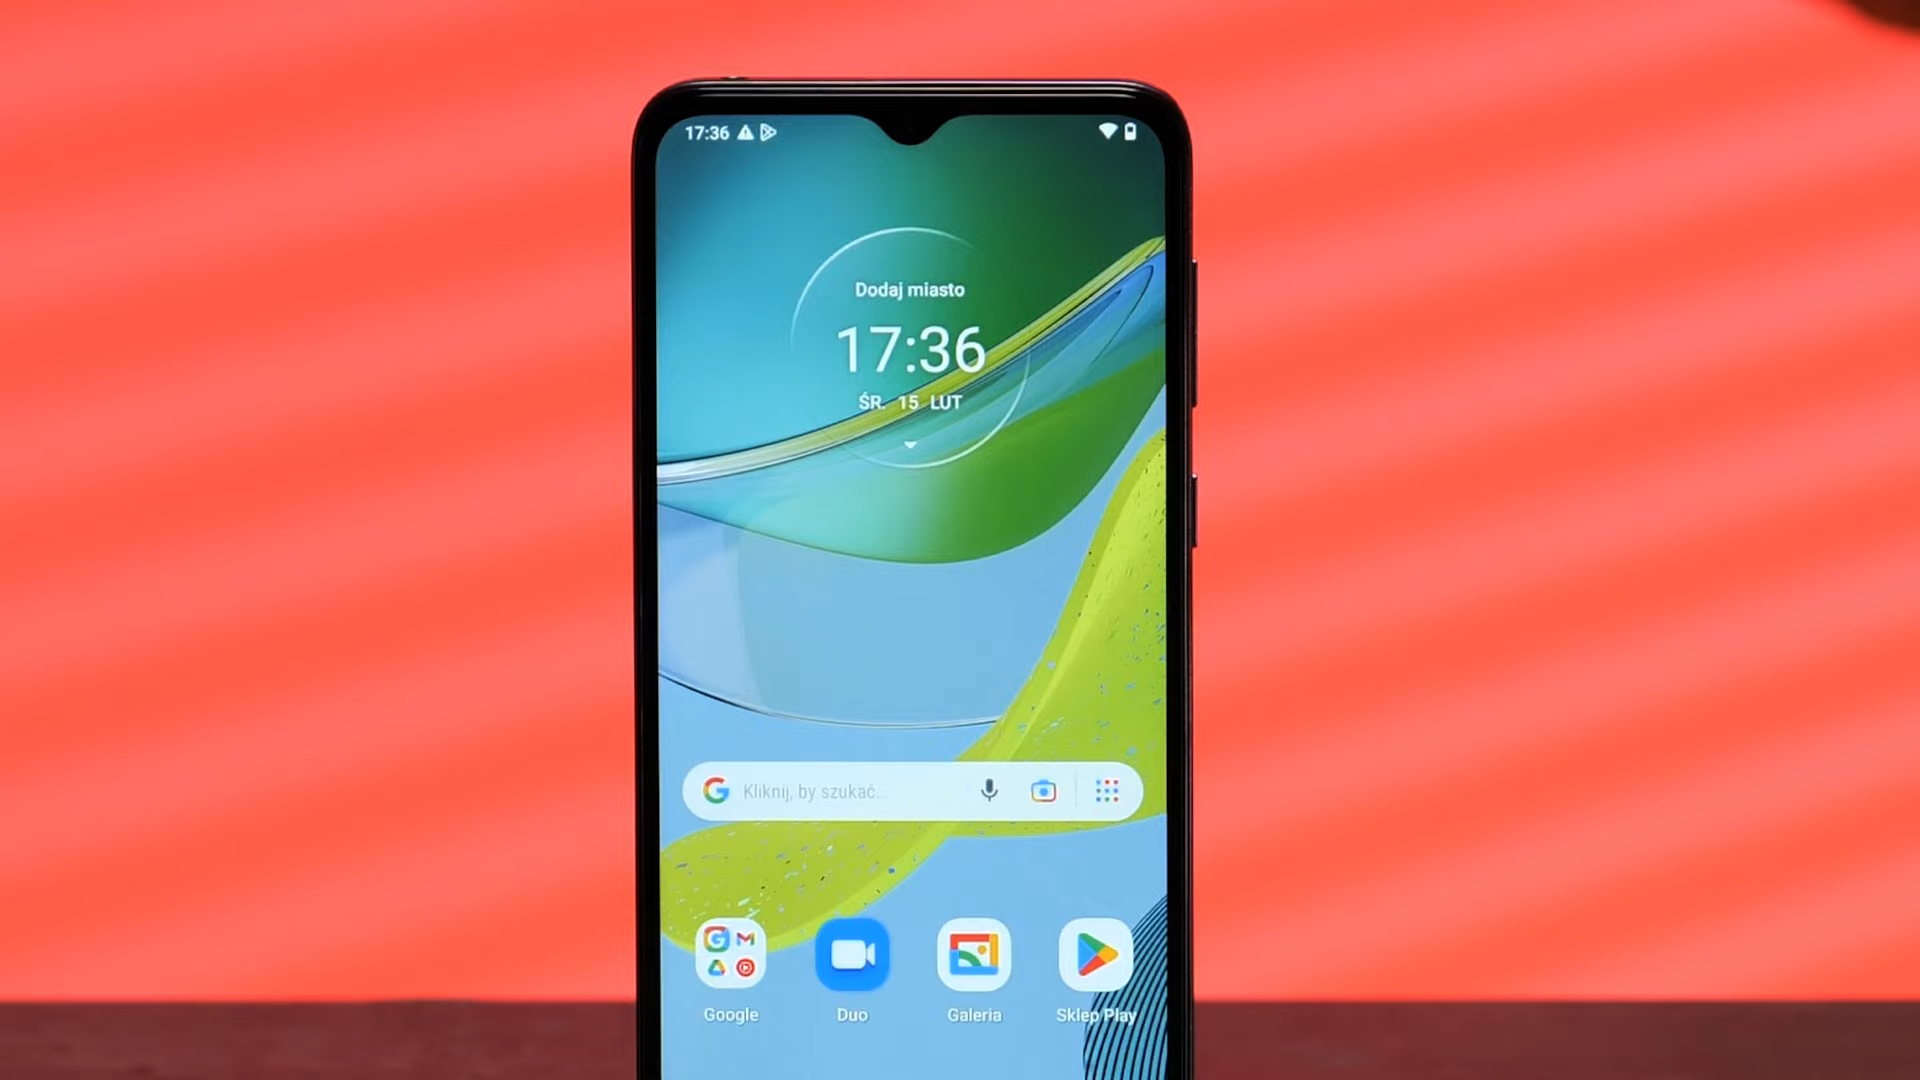 17:36
Dodaj miasto
17:36
ŚR. 15 LUT
Kliknij, by szukać...
Google
Duo
Galeria
Sklep Play